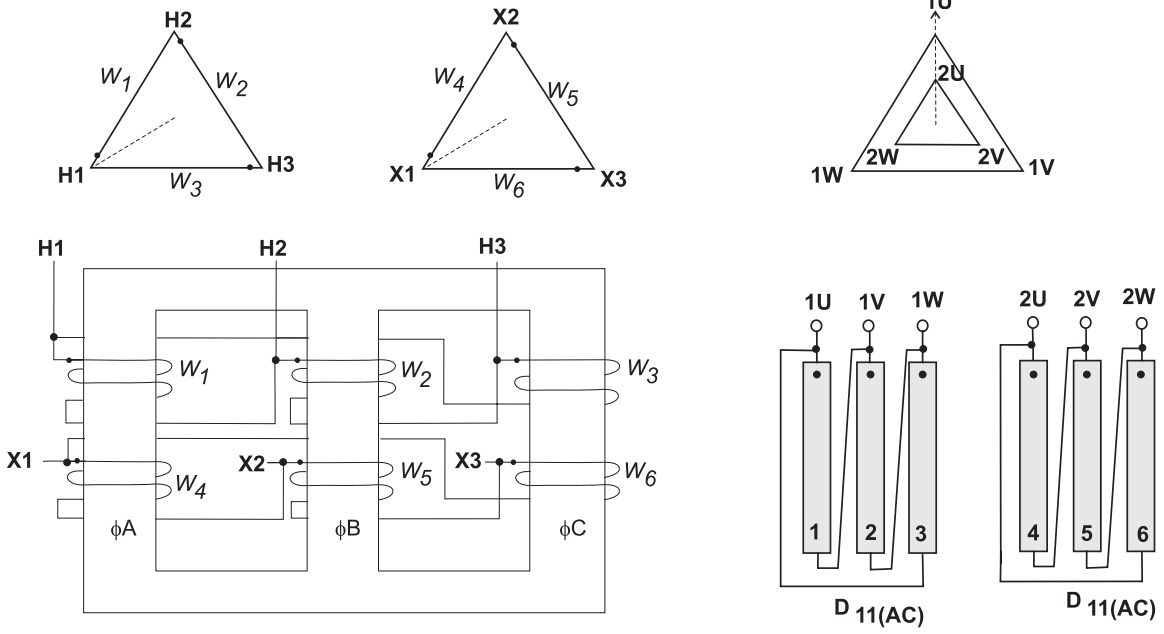 H2
W1
W2
H1
W3
H3
X2
W4
W5
X1
W6
X3
1U
2U
2W
2V
1W
1V
H1
H2
H3
W1
W2
W3
X1
X2
X3
W4
W5
W6
ϕA
ϕB
ϕC
1U 1V 1W
1 2 3
D 11(AC)
2U 2V 2W
4 5 6
D 11(AC)